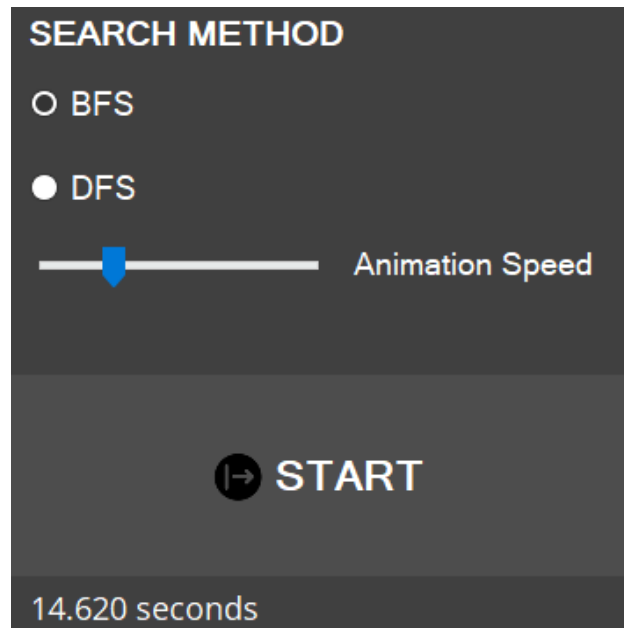 SEARCH METHOD
BFS
DFS
Animation Speed
START
14.620 seconds